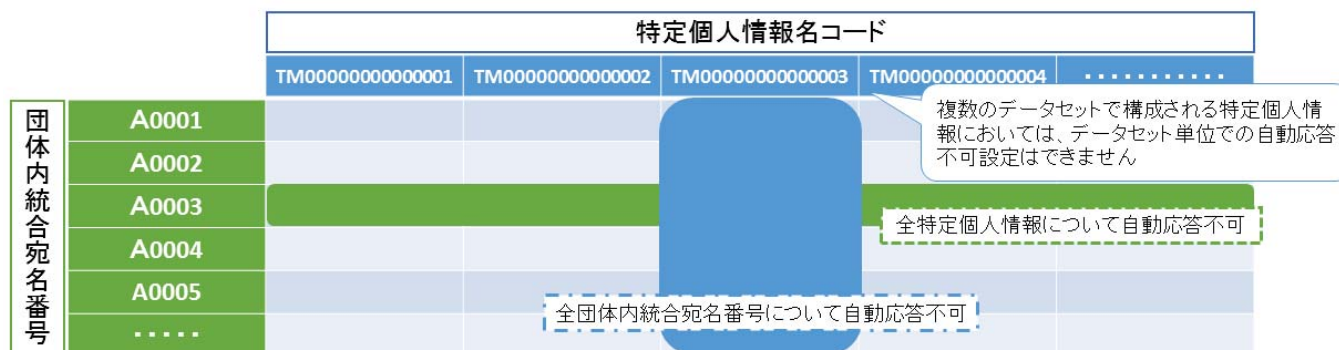 特定個人情報名コード
TM00000000000001 TM00000000000002 TM00000000000003 TM00000000000004 ・・・・・・・・・・・
複数のデータセットで構成される特定個人情
報においては、データセット単位での自動応答
不可設定はできません
団体内統合宛名番号
A0001
A0002
A0003
全特定個人情報について自動応答不可
A0004
A0005
全団体内統合宛名番号について自動応答不可
・・・・・